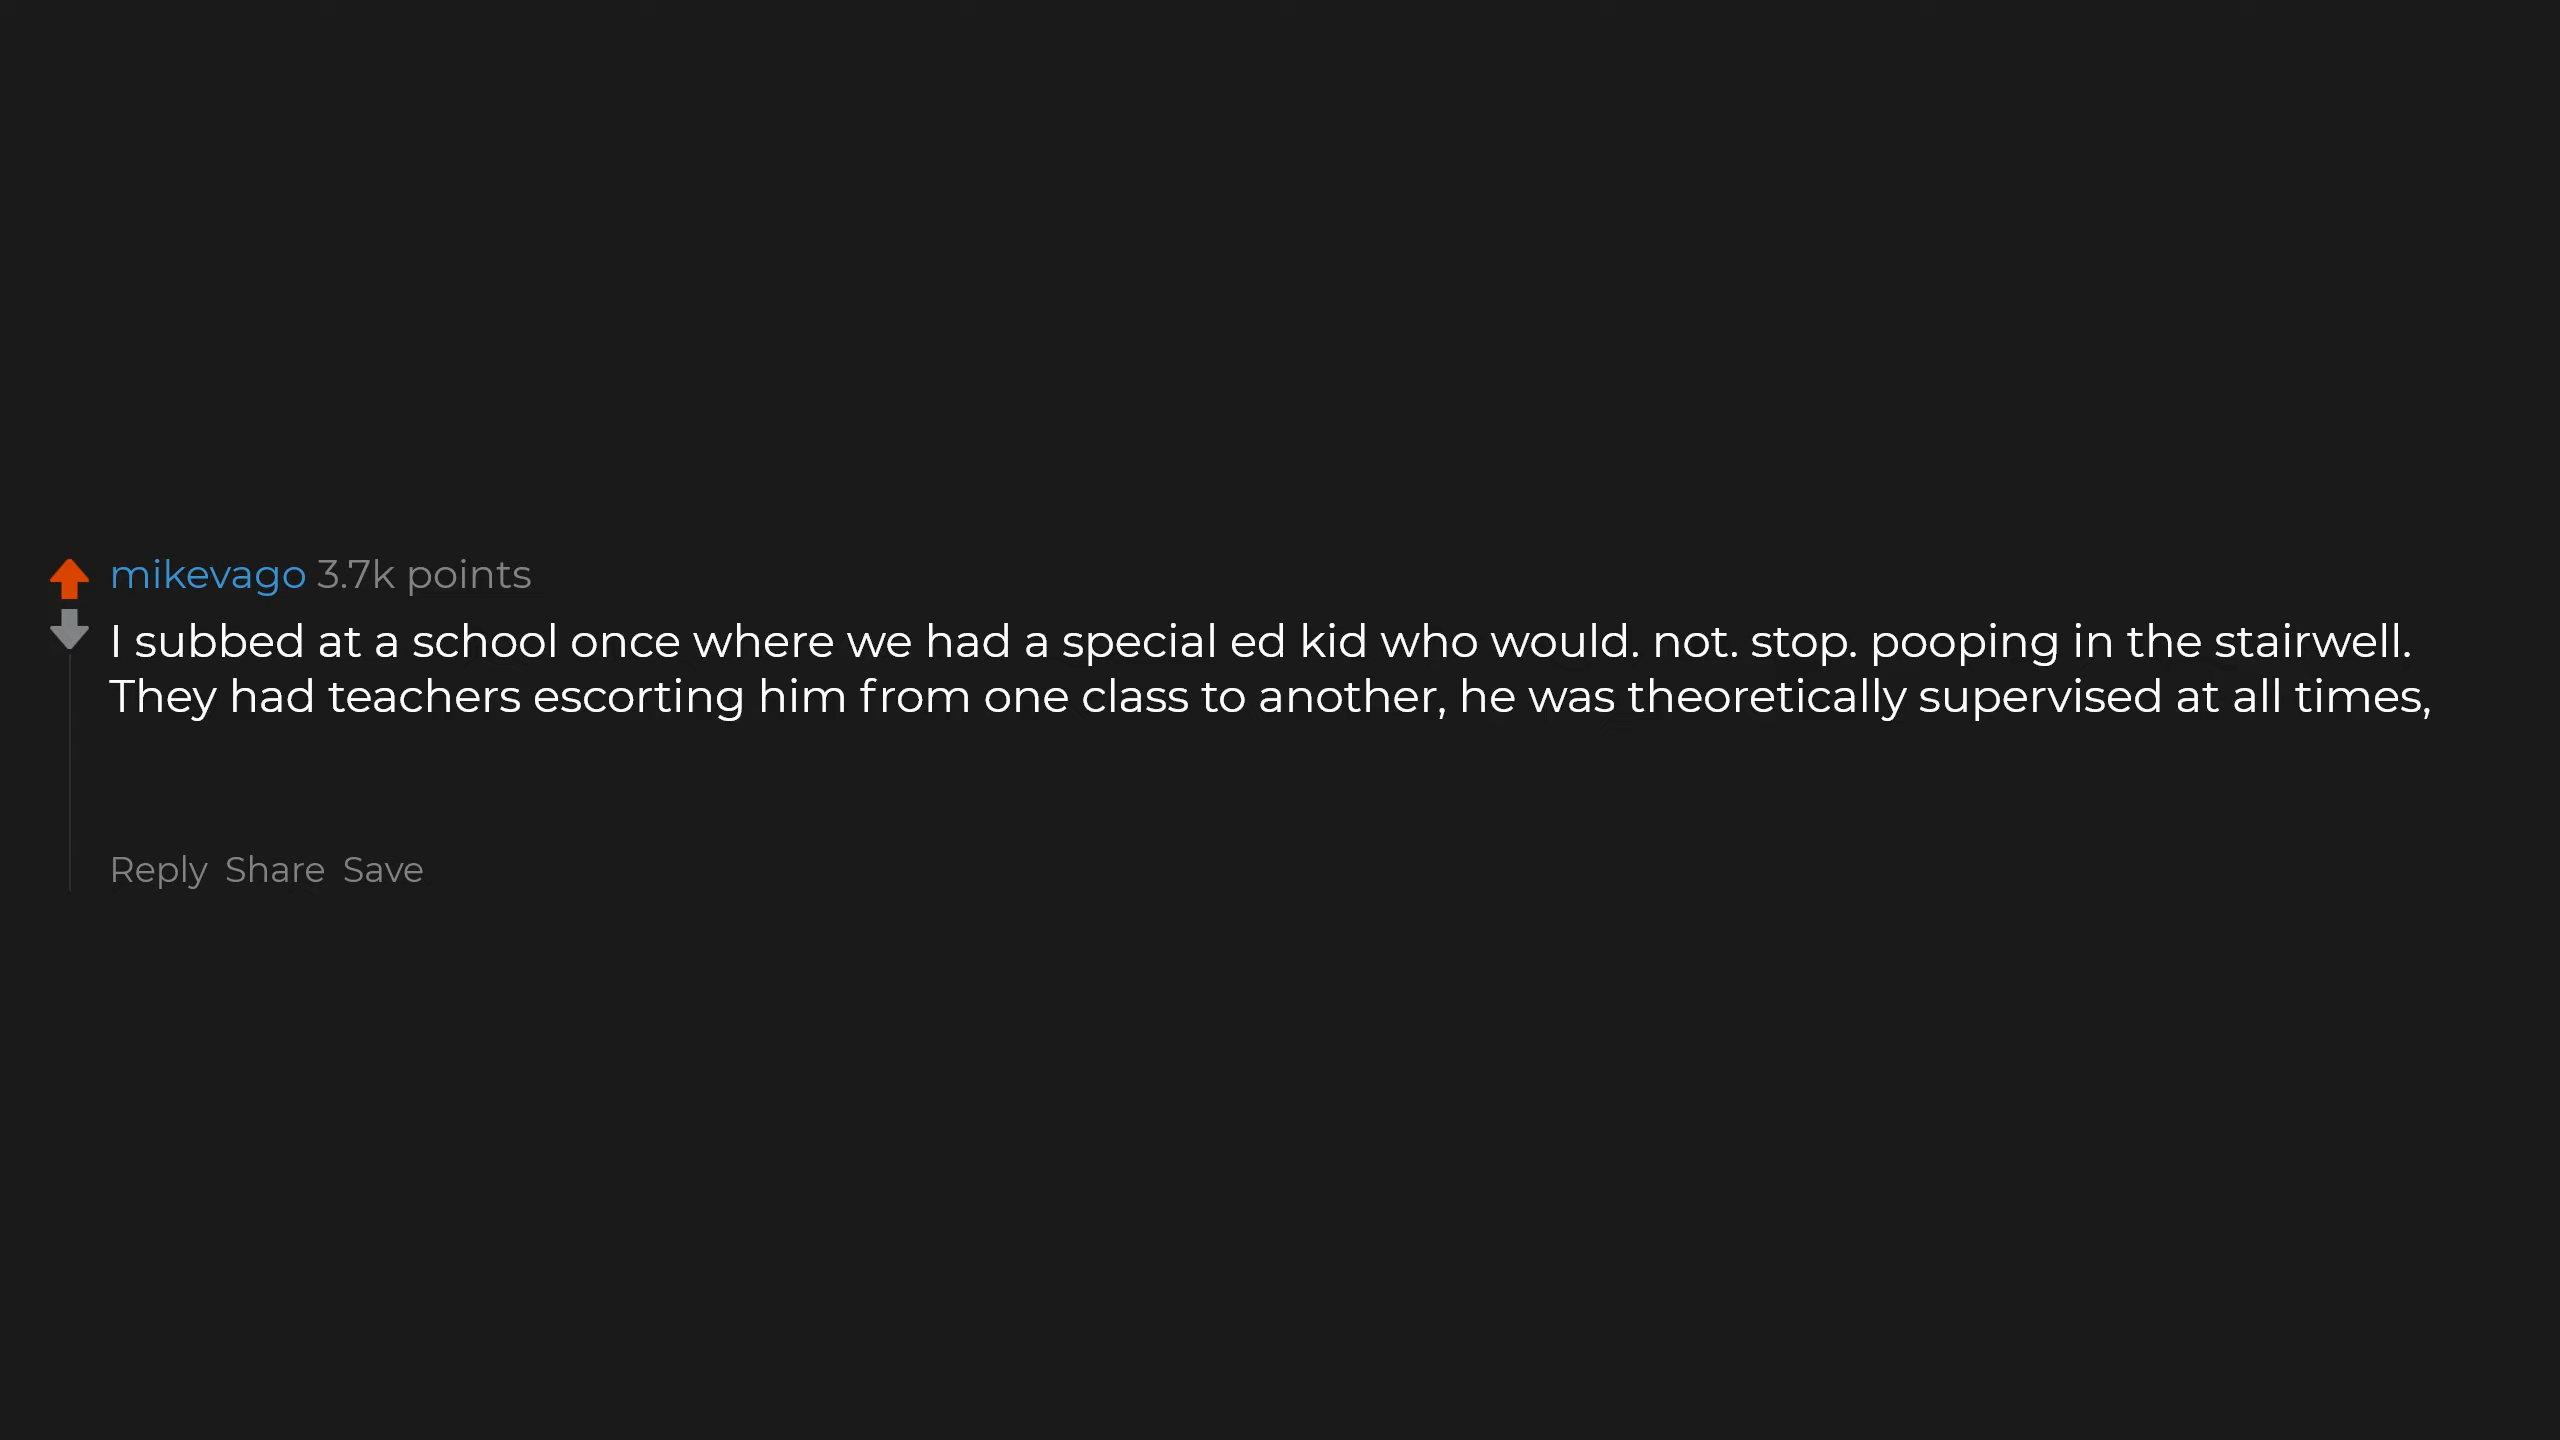 mikevago 3.7k points
I subbed at a school once where we had a special ed kid who would. not. stop. pooping in the stairwell.
They had teachers escorting him from one class to another, he was theoretically supervised at all times,
Reply Share Save